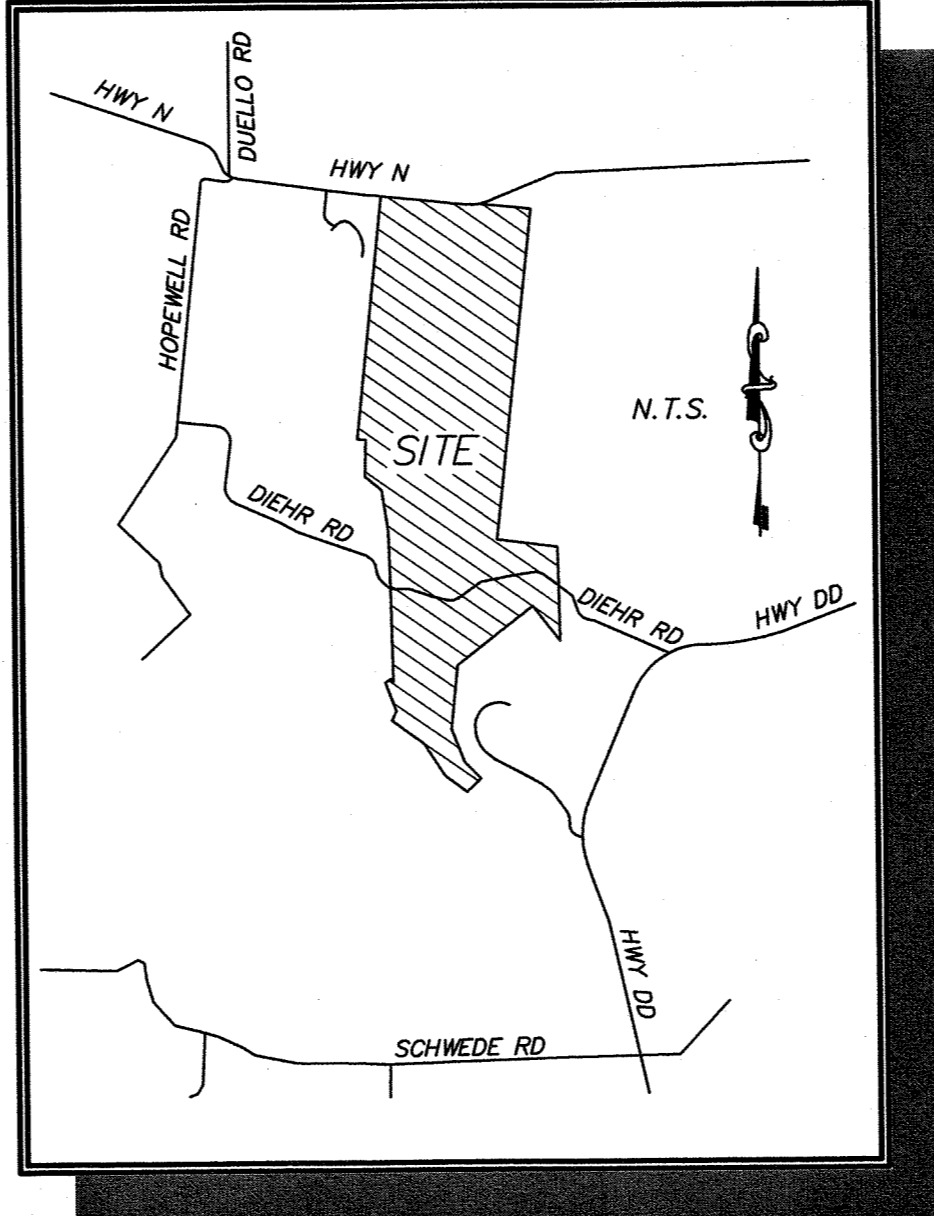 HWY N
DUELLO RD
HWY N
HOPEWELL RD
N.T.S.
SITE
DIEHR RD
DIEHR RD
HWY DD
HWY DD
SCHWEDE RD